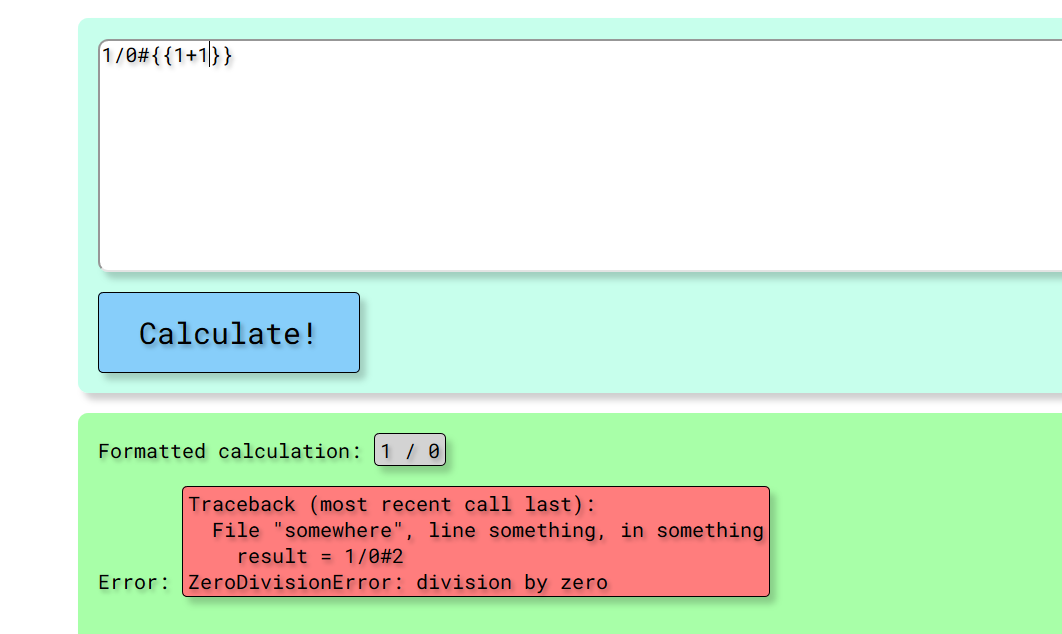 1/0#{{1+1}}
Calculate!
Formatted calculation: 1 / 0
Traceback (most recent call last):
  File "somewhere", line something, in something
    result = 1/0#2
Error: ZeroDivisionError: division by zero